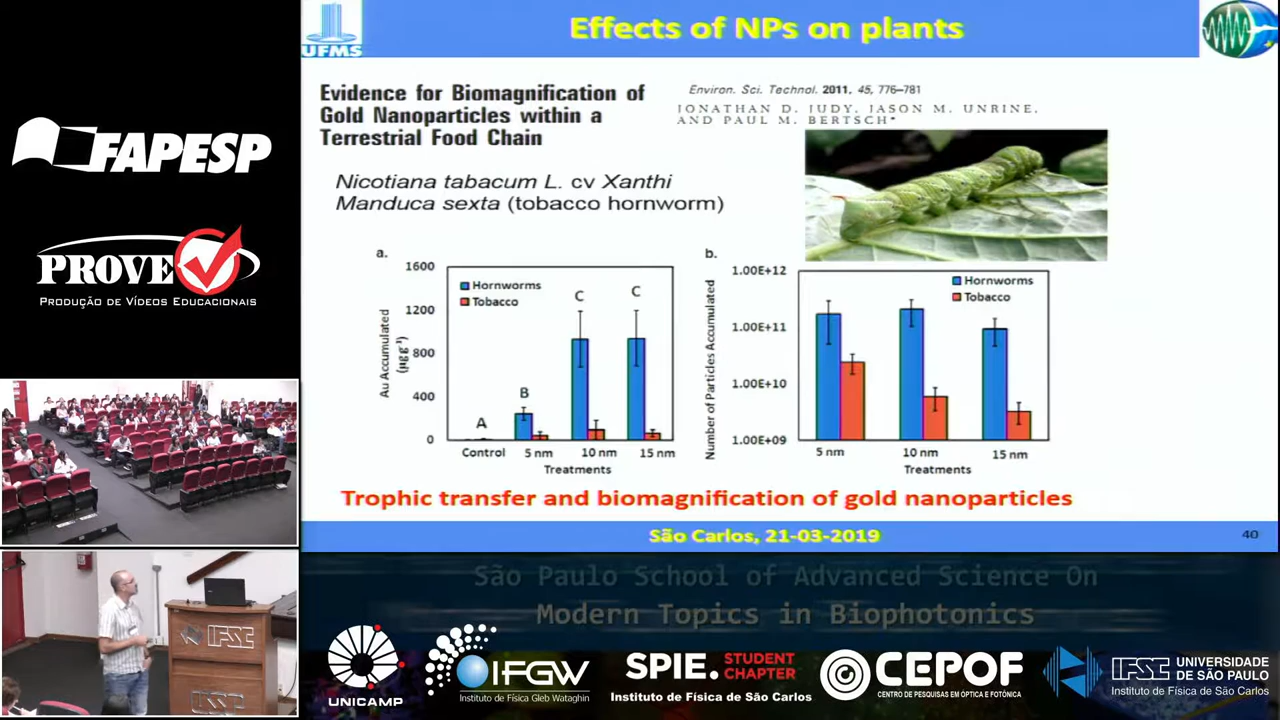 UFMS
Effects of NPs on plants
Evidence for Biomagnification of
Gold Nanoparticles within a
Terrestrial Food Chain
Environ. Sci. Technol. 2011, 45, 776–781
JONATHAN D. JUDY, JASON M. UNRINE,
AND PAUL M. BERTSCH*
Nicotiana tabacum L. cv Xanthi
Manduca sexta (tobacco hornworm)
a.
1600
1200
800
400
0
Au Accumulated
(µg g⁻¹)
Hornworms
Tobacco
A
B
C
C
Control
5 nm
10 nm
15 nm
Treatments
b.
1.00E+12
1.00E+11
1.00E+10
1.00E+09
Number of Particles Accumulated
Hornworms
Tobacco
5 nm
10 nm
15 nm
Treatments
Trophic transfer and biomagnification of gold nanoparticles
São Carlos, 21-03-2019
40
FAPESP
PROVE
PRODUÇÃO DE VÍDEOS EDUCACIONAIS
IFSC
São Paulo School of Advanced Science On
Modern Topics in Biophotonics
UNICAMP
IFGW
Instituto de Física Gleb Wataghin
SPIE. STUDENT
CHAPTER
Instituto de Física de São Carlos
CEPOF
CENTRO DE PESQUISAS EM ÓPTICA E FOTÔNICA
IFSC UNIVERSIDADE
DE SÃO PAULO
Instituto de Física de São Carlos